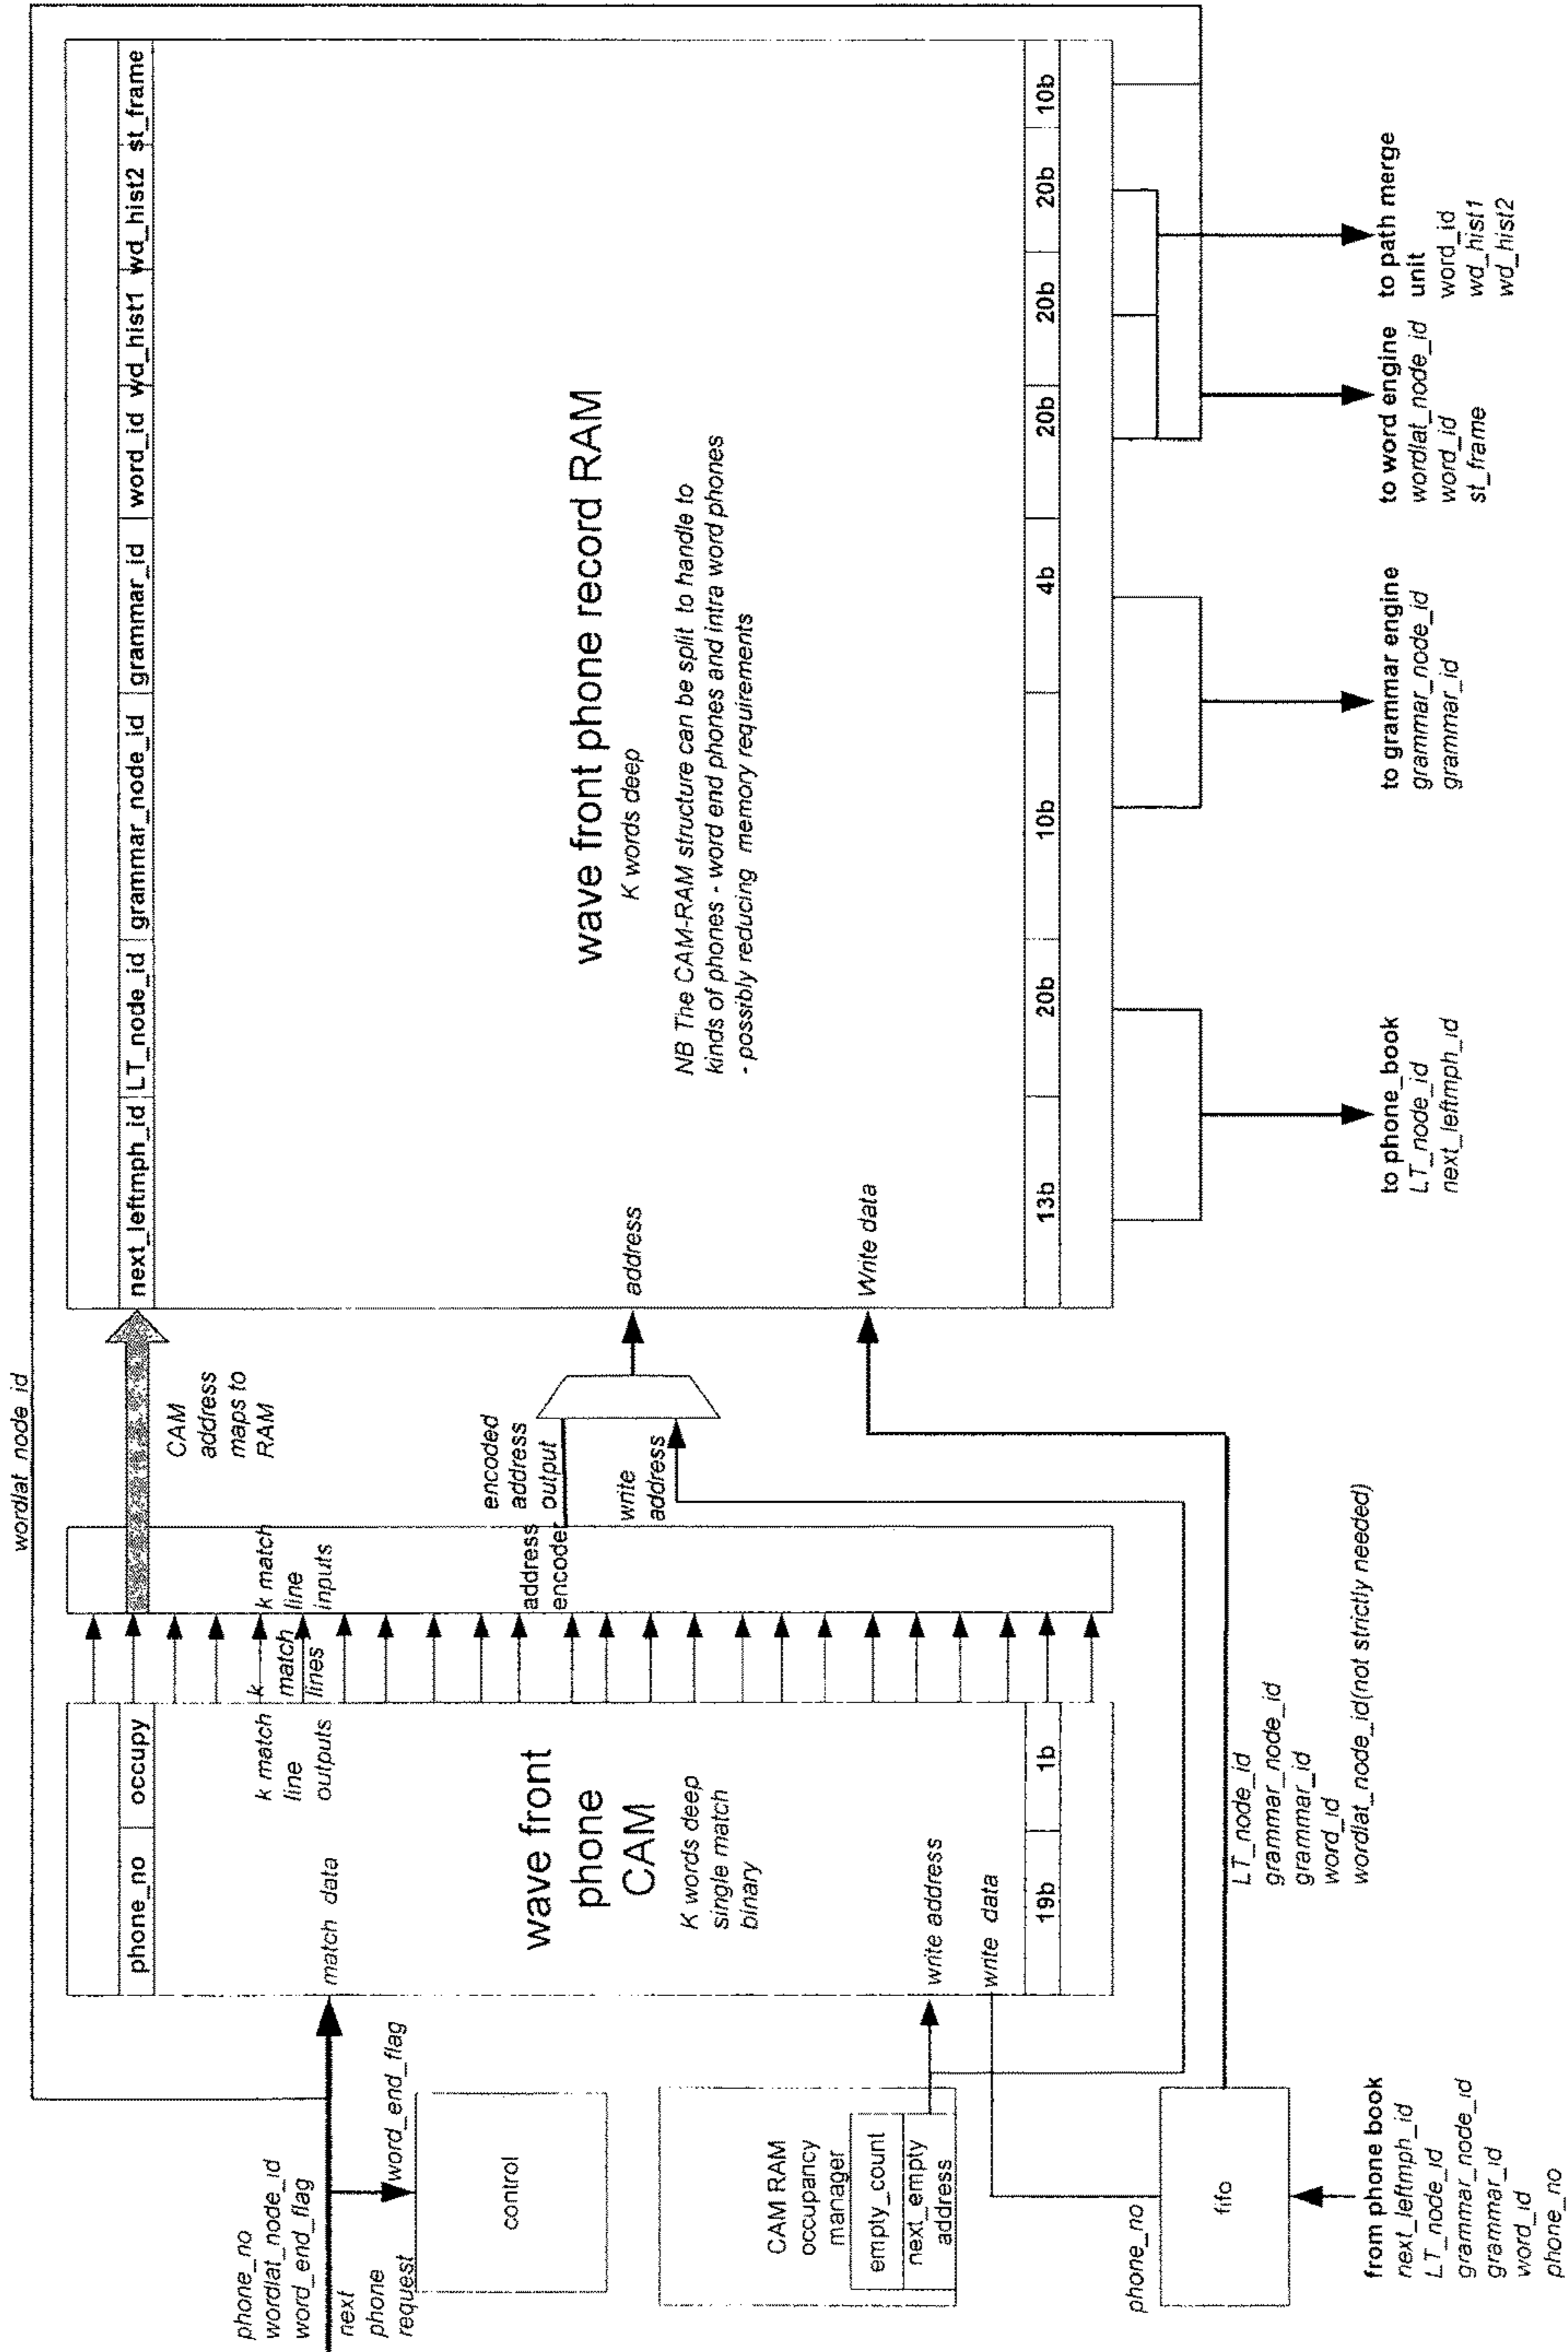 wordlat_node_id
phone_no
wordlat_node_id
word_end_flag
next
phone
request
word_end_flag
control
CAM RAM
occupancy
manager
empty_count
next_empty
address
phone_no
fifo
from phone book
next_leftmph_id
LT_node_id
grammar_node_id
grammar_id
word_id
phone_no
phone_no
occupy
match data
k match
line
outputs
wave front
phone
CAM
K words deep
single match
binary
write address
write data
19b
1b
k
match
lines
k match
line
inputs
address
encoder
CAM
address
maps to
RAM
encoded
address
output
write
address
LT_node_id
grammar_node_id
grammar_id
word_id
wordlat_node_id(not strictly needed)
next_leftmph_id
LT_node_id
grammar_node_id
grammar_id
word_id
wd_hist1
wd_hist2
st_frame
address
Write data
wave front phone record RAM
K words deep
NB The CAM-RAM structure can be split to handle to
kinds of phones - word end phones and intra word phones
- possibly reducing memory requirements
13b
20b
10b
4b
20b
20b
20b
10b
to phone_book
LT_node_id
next_leftmph_id
to grammar engine
grammar_node_id
grammar_id
to word engine
wordlat_node_id
word_id
st_frame
to path merge
unit
word_id
wd_hist1
wd_hist2